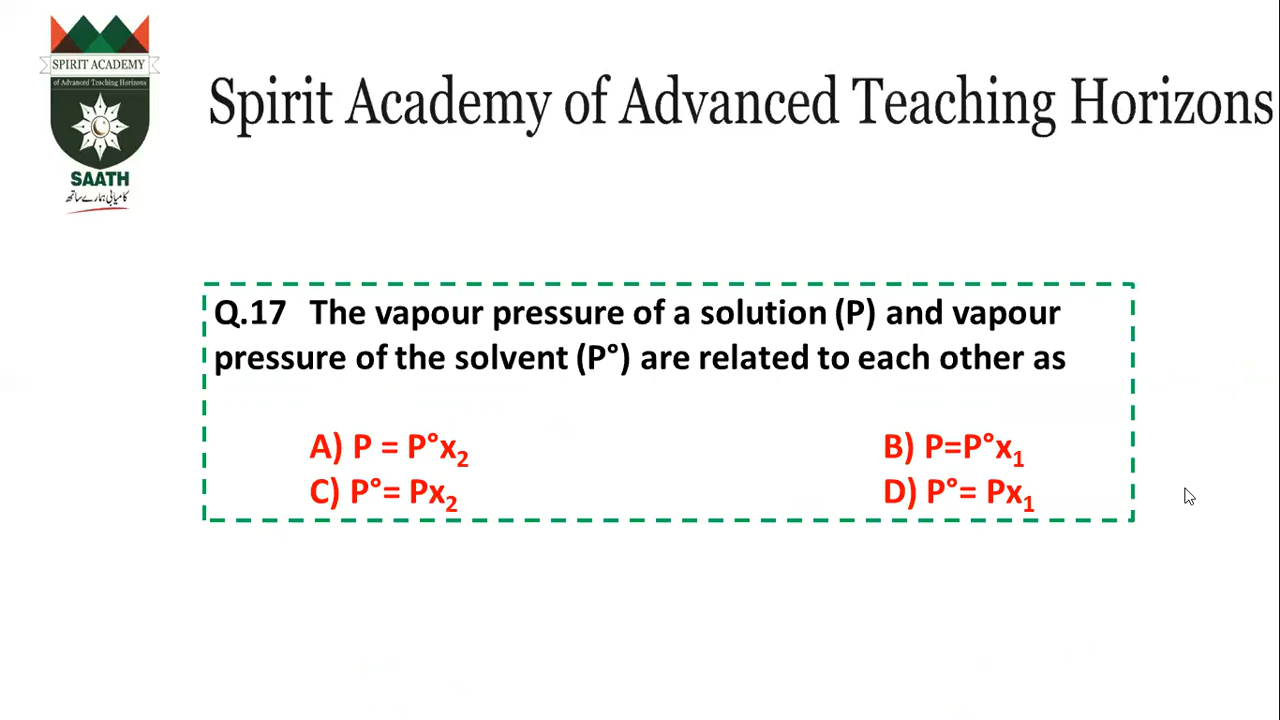 SPIRIT ACADEMY
of Advanced Teaching Horizons
SAATH
کامیابی ہمارے ساتھ
Spirit Academy of Advanced Teaching Horizons
Q.17 The vapour pressure of a solution (P) and vapour
pressure of the solvent (P°) are related to each other as
A) P = P°x₂ B) P=P°x₁
C) P°= Px₂ D) P°= Px₁